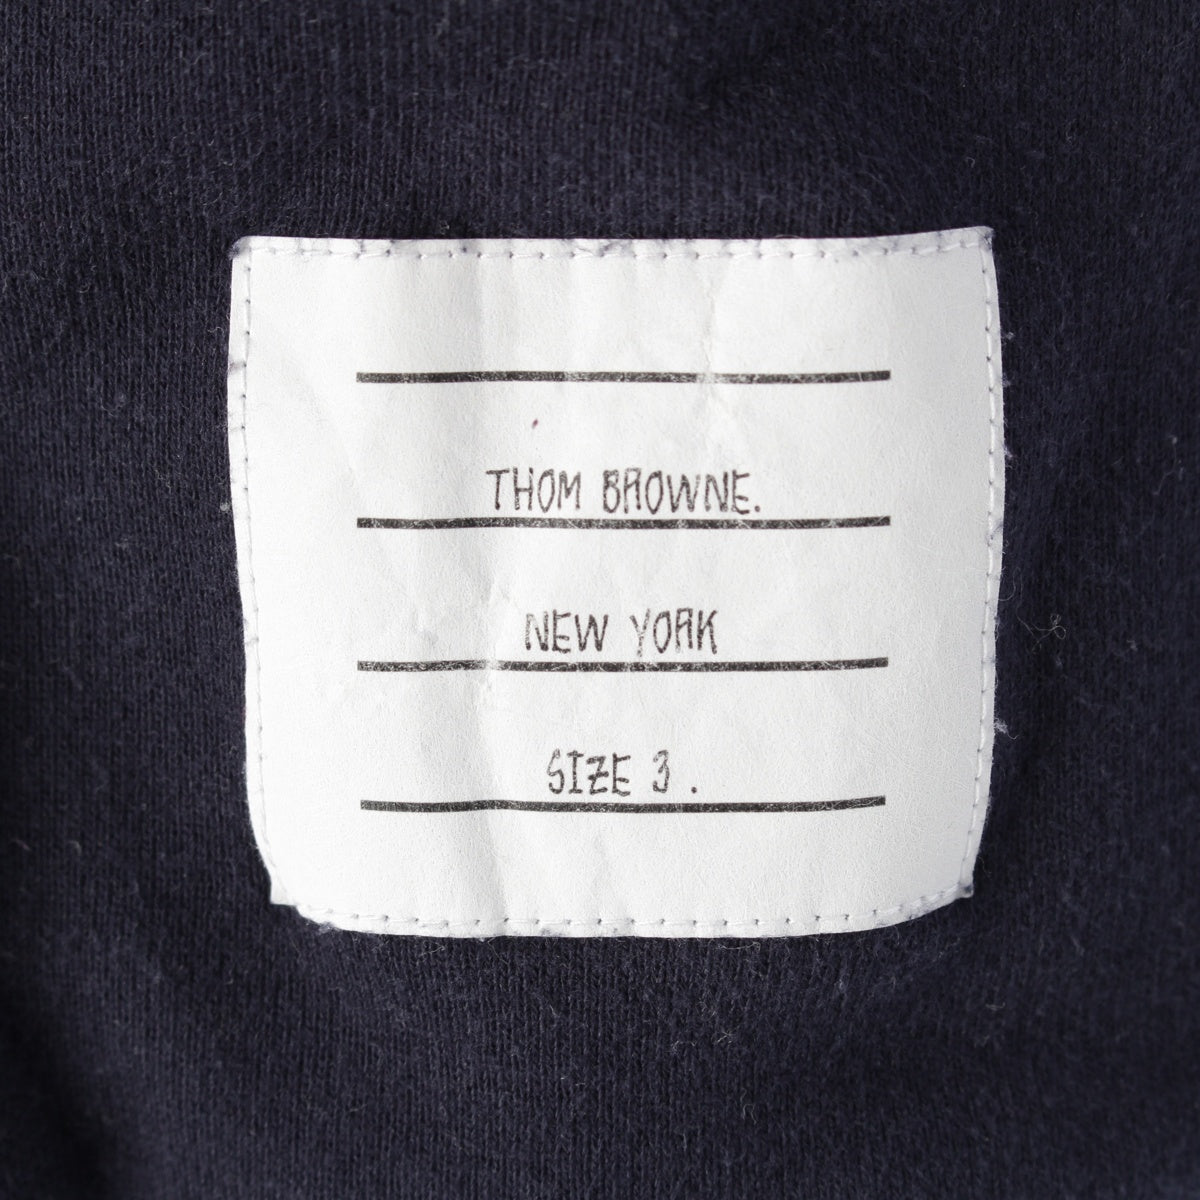 THOM BROWNE.
NEW YORK
SIZE 3 .